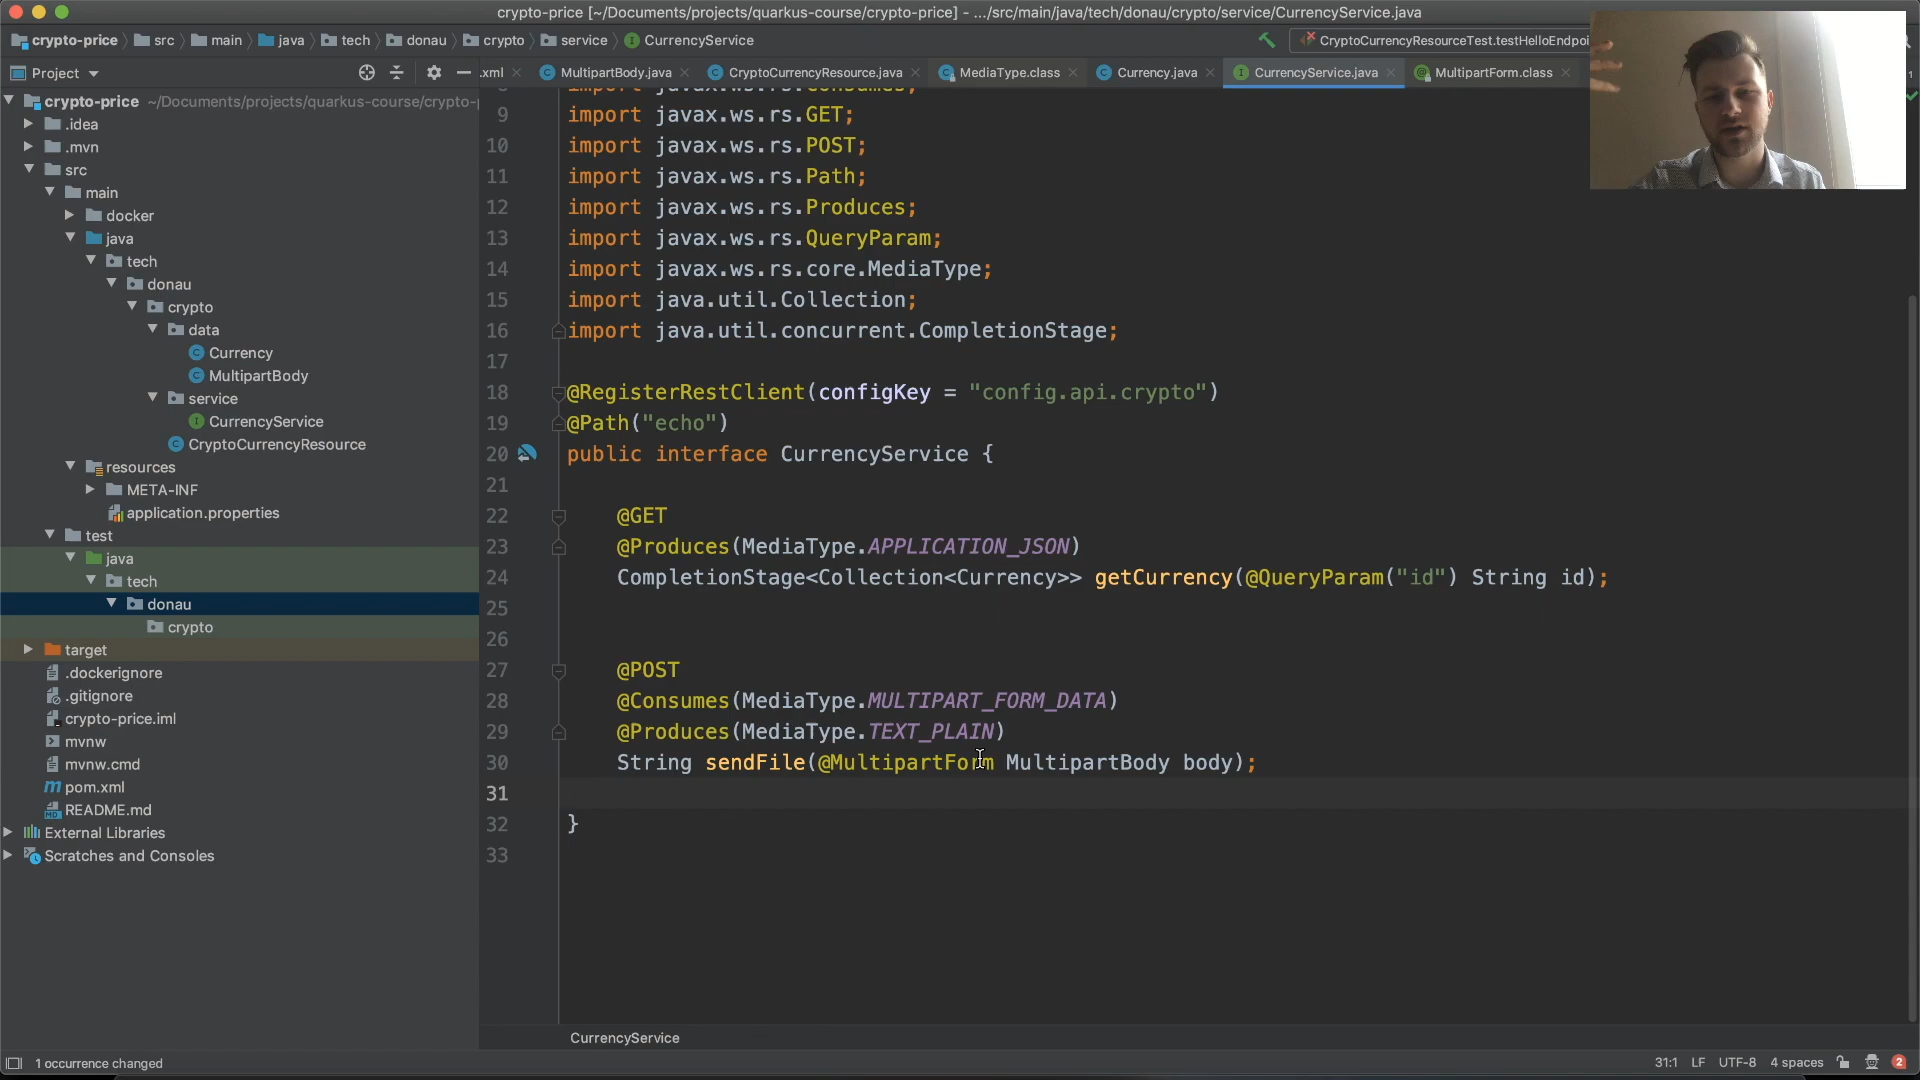 crypto-price [~/Documents/projects/quarkus-course/crypto-price] – .../src/main/java/tech/donau/crypto/service/CurrencyService.java
crypto-price src main java tech donau crypto service CurrencyService
CryptoCurrencyResourceTest.testHelloEndpoi
Project
.xml MultipartBody.java CryptoCurrencyResource.java MediaType.class Currency.java CurrencyService.java MultipartForm.class
crypto-price ~/Documents/projects/quarkus-course/crypto-
.idea
.mvn
src
main
docker
java
tech
donau
crypto
data
Currency
MultipartBody
service
CurrencyService
CryptoCurrencyResource
resources
META-INF
application.properties
test
java
tech
donau
crypto
target
.dockerignore
.gitignore
crypto-price.iml
mvnw
mvnw.cmd
pom.xml
README.md
External Libraries
Scratches and Consoles
import javax.ws.rs.Consumes;
9 import javax.ws.rs.GET;
10 import javax.ws.rs.POST;
11 import javax.ws.rs.Path;
12 import javax.ws.rs.Produces;
13 import javax.ws.rs.QueryParam;
14 import javax.ws.rs.core.MediaType;
15 import java.util.Collection;
16 import java.util.concurrent.CompletionStage;
17
18 @RegisterRestClient(configKey = "config.api.crypto")
19 @Path("echo")
20 public interface CurrencyService {
21
22 @GET
23 @Produces(MediaType.APPLICATION_JSON)
24 CompletionStage<Collection<Currency>> getCurrency(@QueryParam("id") String id);
25
26
27 @POST
28 @Consumes(MediaType.MULTIPART_FORM_DATA)
29 @Produces(MediaType.TEXT_PLAIN)
30 String sendFile(@MultipartForm MultipartBody body);
31
32 }
33
CurrencyService
1 occurrence changed
31:1 LF UTF-8 4 spaces 2